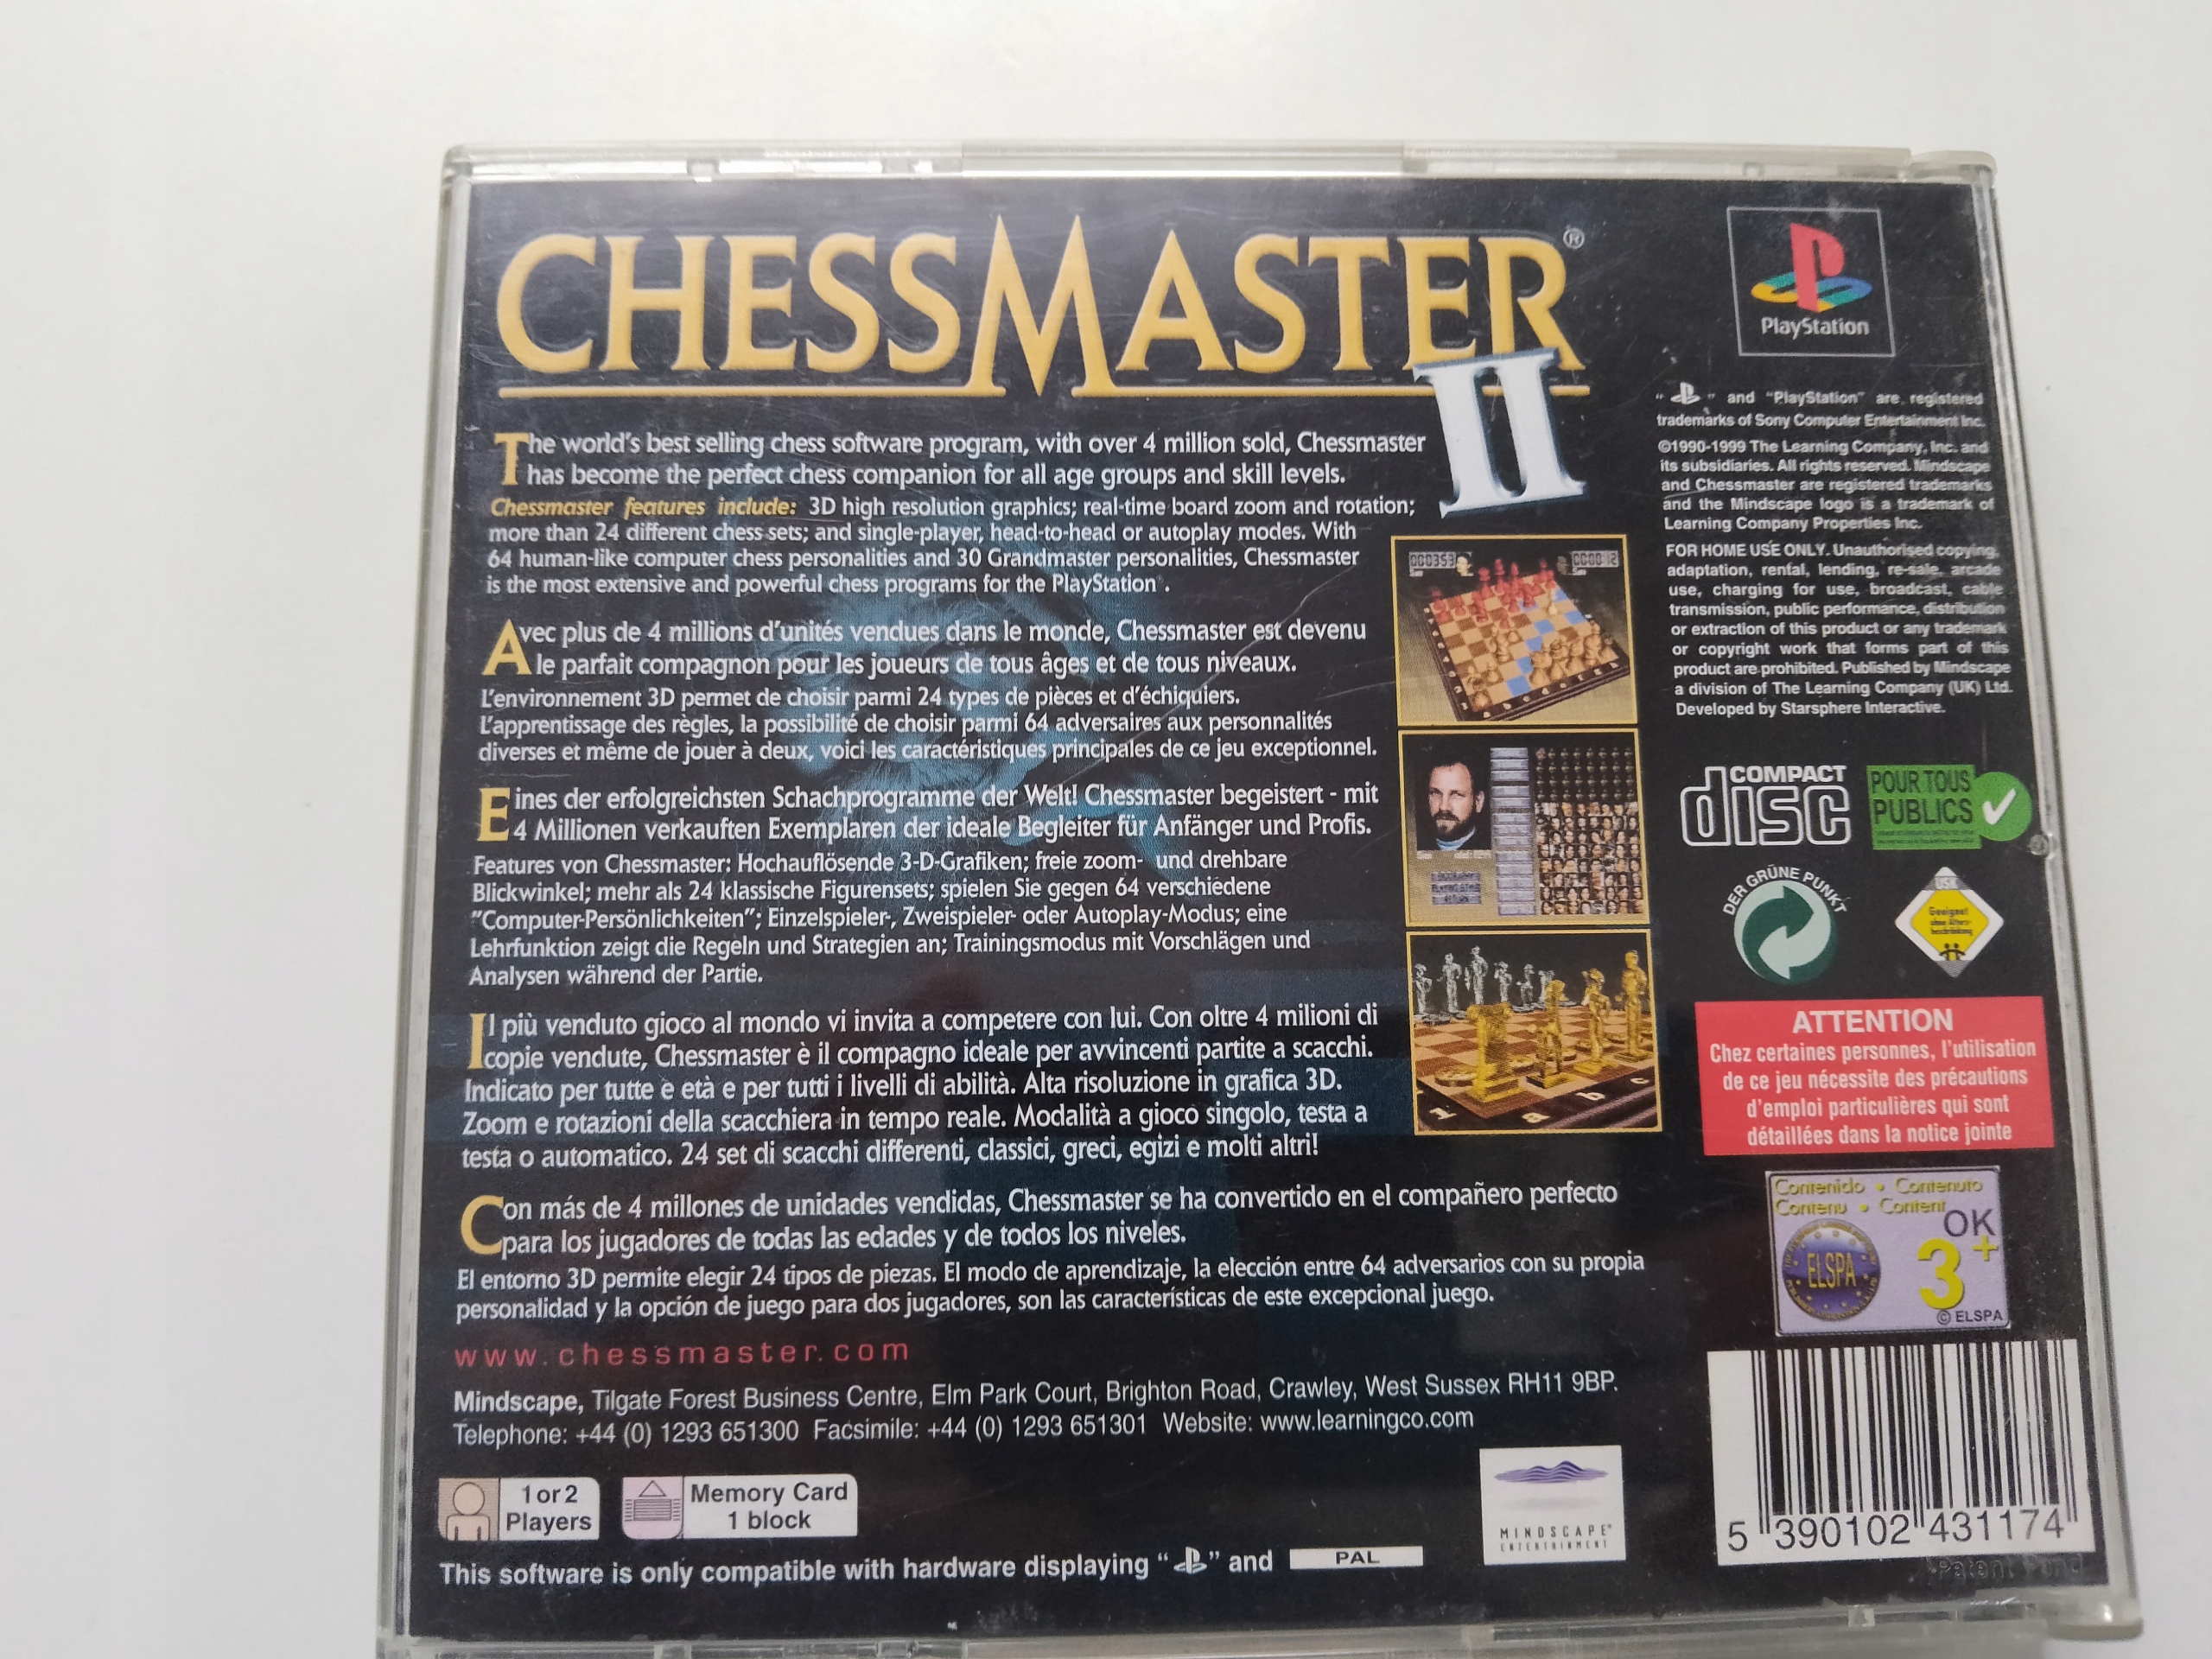 CHESSMASTER®
II
The world's best selling chess software program, with over 4 million sold, Chessmaster
has become the perfect chess companion for all age groups and skill levels.
Chessmaster features include: 3D high resolution graphics; real-time board zoom and rotation;
more than 24 different chess sets; and single-player, head-to-head or autoplay modes. With
64 human-like computer chess personalities and 30 Grandmaster personalities, Chessmaster
is the most extensive and powerful chess programs for the PlayStation.
Avec plus de 4 millions d'unités vendues dans le monde, Chessmaster est devenu
le parfait compagnon pour les joueurs de tous âges et de tous niveaux.
L'environnement 3D permet de choisir parmi 24 types de pièces et d'échiquiers.
L'apprentissage des règles, la possibilité de choisir parmi 64 adversaires aux personnalités
diverses et même de jouer à deux, voici les caractéristiques principales de ce jeu exceptionnel.
Eines der erfolgreichsten Schachprogramme der Welt! Chessmaster begeistert - mit
4 Millionen verkauften Exemplaren der ideale Begleiter für Anfänger und Profis.
Features von Chessmaster: Hochauflösende 3-D-Grafiken; freie zoom- und drehbare
Blickwinkel; mehr als 24 klassische Figurensets; spielen Sie gegen 64 verschiedene
"Computer-Persönlichkeiten"; Einzelspieler-, Zweispieler- oder Autoplay-Modus; eine
Lehrfunktion zeigt die Regeln und Strategien an; Trainingsmodus mit Vorschlägen und
Analysen während der Partie.
Il più venduto gioco al mondo vi invita a competere con lui. Con oltre 4 milioni di
copie vendute, Chessmaster è il compagno ideale per avvincenti partite a scacchi.
Indicato per tutte e età e per tutti i livelli di abilità. Alta risoluzione in grafica 3D.
Zoom e rotazioni della scacchiera in tempo reale. Modalità a gioco singolo, testa a
testa o automatico. 24 set di scacchi differenti, classici, greci, egizi e molti altri!
Con más de 4 millones de unidades vendidas, Chessmaster se ha convertido en el compañero perfecto
para los jugadores de todas las edades y de todos los niveles.
El entorno 3D permite elegir 24 tipos de piezas. El modo de aprendizaje, la elección entre 64 adversarios con su propia
personalidad y la opción de juego para dos jugadores, son las características de este excepcional juego.
www.chessmaster.com
Mindscape, Tilgate Forest Business Centre, Elm Park Court, Brighton Road, Crawley, West Sussex RH11 9BP.
Telephone: +44 (0) 1293 651300 Facsimile: +44 (0) 1293 651301 Website: www.learningco.com
1 or 2
Players
Memory Card
1 block
This software is only compatible with hardware displaying " " and PAL
MINDSCAPE
ENTERTAINMENT
PlayStation
" " and "PlayStation" are registered
trademarks of Sony Computer Entertainment Inc.
©1990-1999 The Learning Company, Inc. and
its subsidiaries. All rights reserved. Mindscape
and Chessmaster are registered trademarks
and the Mindscape logo is a trademark of
Learning Company Properties Inc.
FOR HOME USE ONLY. Unauthorised copying,
adaptation, rental, lending, re-sale, arcade
use, charging for use, broadcast, cable
transmission, public performance, distribution
or extraction of this product or any trademark
or copyright work that forms part of this
product are prohibited. Published by Mindscape
a division of The Learning Company (UK) Ltd.
Developed by Starsphere Interactive.
COMPACT
disc
POUR TOUS
PUBLICS
DER GRÜNE PUNKT
USK
Geeignet
ohne Alters-
beschränkung
ATTENTION
Chez certaines personnes, l'utilisation
de ce jeu nécessite des précautions
d'emploi particulières qui sont
détaillées dans la notice jointe
Contenido • Contenuto
Contenu • Content
OK
3+
ELSPA
© ELSPA
5 390102 431174